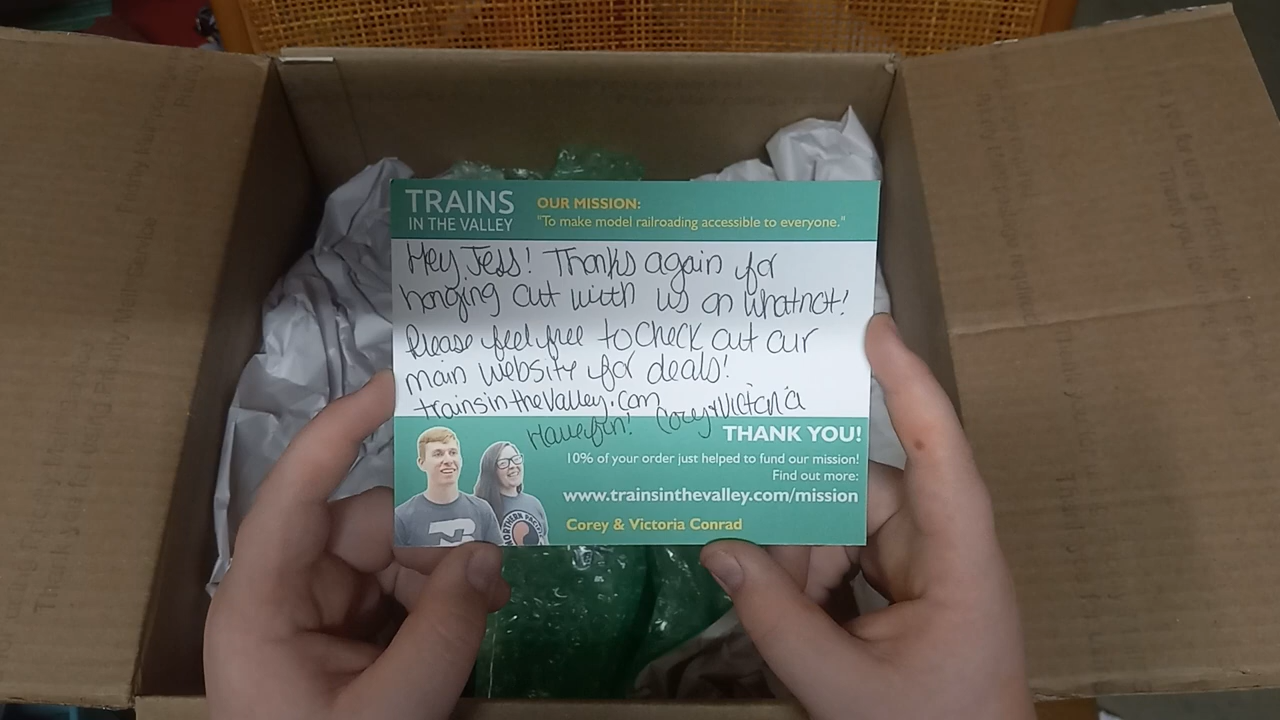 TRAINS
IN THE VALLEY
OUR MISSION:
"To make model railroading accessible to everyone."
Hey Jess! Thanks again for
hanging out with us on whatnot!
Please feel free to check out our
main website for deals!
trainsinthevalley.com
Have fun! Corey + Victoria
THANK YOU!
10% of your order just helped to fund our mission!
Find out more:
www.trainsinthevalley.com/mission
Corey & Victoria Conrad
NORTHERN PACIFIC